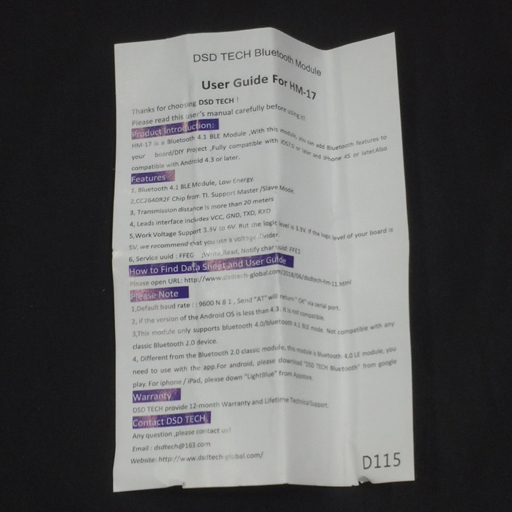 DSD TECH Bluetooth Module
User Guide For HM-17
Thanks for choosing DSD TECH !
Please read this user's manual carefully before using it!
Product Introduction:
HM-17 is a Bluetooth 4.1 BLE Module ,With this module, you can add Bluetooth features to
your board/DIY Project ,Fully compatible with iOS7.0 or later and iPhone 4S or later,Also
compatible with Android 4.3 or later.
Features
1, Bluetooth 4.1 BLE Module, Low Energy
2,CC2640R2F Chip from TI. Support Master /Slave Mode
3, Transmission distance is more than 20 meters
4, Leads interface includes VCC, GND, TXD, RXD
5,Work Voltage Support 3.3V to 6V But the logic level is 3.3V If the logic level of your Board is
5V, we recommend that you use a voltage divider.
6, Service uuid : FFE0 Read, Notify char uuid: FFE1
How to Find Data Sheet and User Guide
Please open URL: http://www.dsdtech-global.com/
Please Note
1,Default baud rate : 9600 N 8 1 , Send "AT" will return "OK" via serial port.
2, If the version of the Android OS is less than 4.3, it is not compatible.
3,This module only supports bluetooth 4.0/bluetooth 4.1 BLE mode. Not compatible with any
classic Bluetooth 2.0 device.
4, Different from the Bluetooth 2.0 classic module, this module is Bluetooth 4.0 LE module, you
need to use with the app.For android, please download "DSD TECH Bluetooth" from google
play. For iphone / iPad, please down "LightBlue" From Appstore.
Warranty
DSD TECH provide 12-month Warranty and Lifetime TechnicalSupport.
Contact DSD TECH
Any question ,please contact us!
Email : dsdtech@163.com
Website: http://www.dsdtech-global.com/
D115